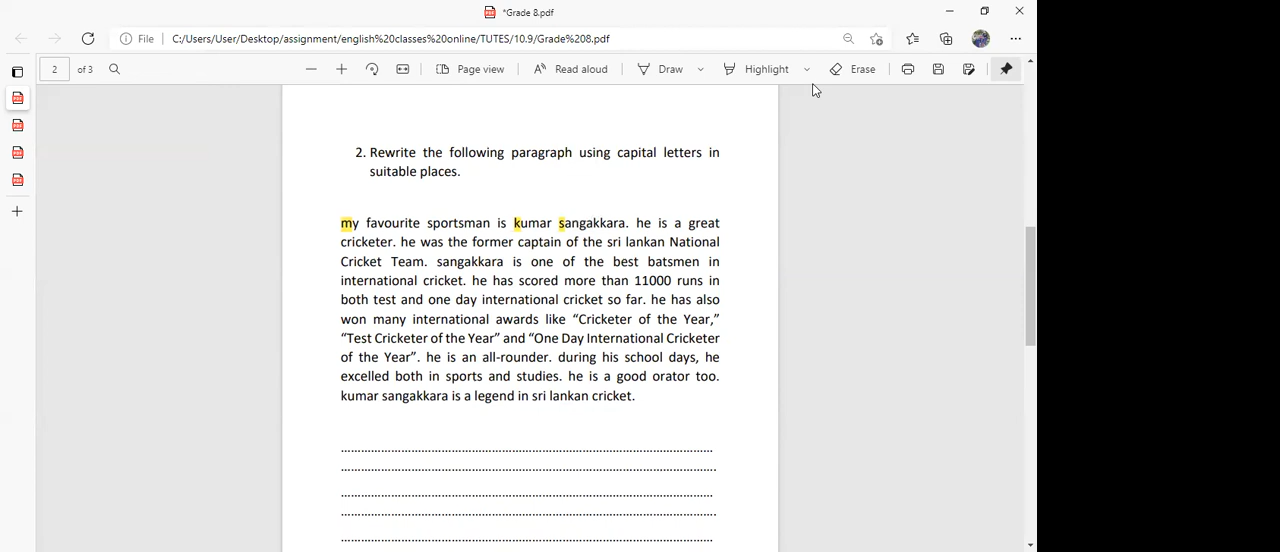 *Grade 8.pdf
File C:/Users/User/Desktop/assignment/english%20classes%20online/TUTES/10.9/Grade%208.pdf
2 of 3 Page view Read aloud Draw Highlight Erase
2. Rewrite the following paragraph using capital letters in
suitable places.
my favourite sportsman is kumar sangakkara. he is a great
cricketer. he was the former captain of the sri lankan National
Cricket Team. sangakkara is one of the best batsmen in
international cricket. he has scored more than 11000 runs in
both test and one day international cricket so far. he has also
won many international awards like “Cricketer of the Year,”
“Test Cricketer of the Year” and “One Day International Cricketer
of the Year”. he is an all-rounder. during his school days, he
excelled both in sports and studies. he is a good orator too.
kumar sangakkara is a legend in sri lankan cricket.